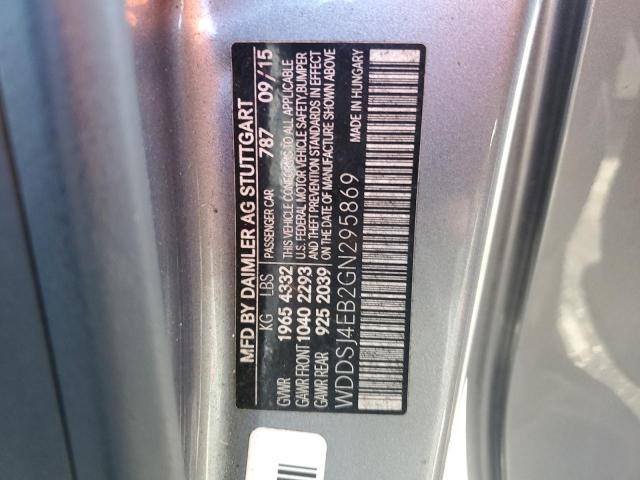 MFD BY DAIMLER AG STUTTGART
KG LBS PASSENGER CAR 787 09/'15
GVWR 1965 4332 THIS VEHICLE CONFORMS TO ALL APPLICABLE
GAWR FRONT 1040 2293 U.S. FEDERAL MOTOR VEHICLE SAFETY, BUMPER
GAWR REAR 925 2039 AND THEFT PREVENTION STANDARDS IN EFFECT
ON THE DATE OF MANUFACTURE SHOWN ABOVE
WDDSJ4EB2GN295869 MADE IN HUNGARY